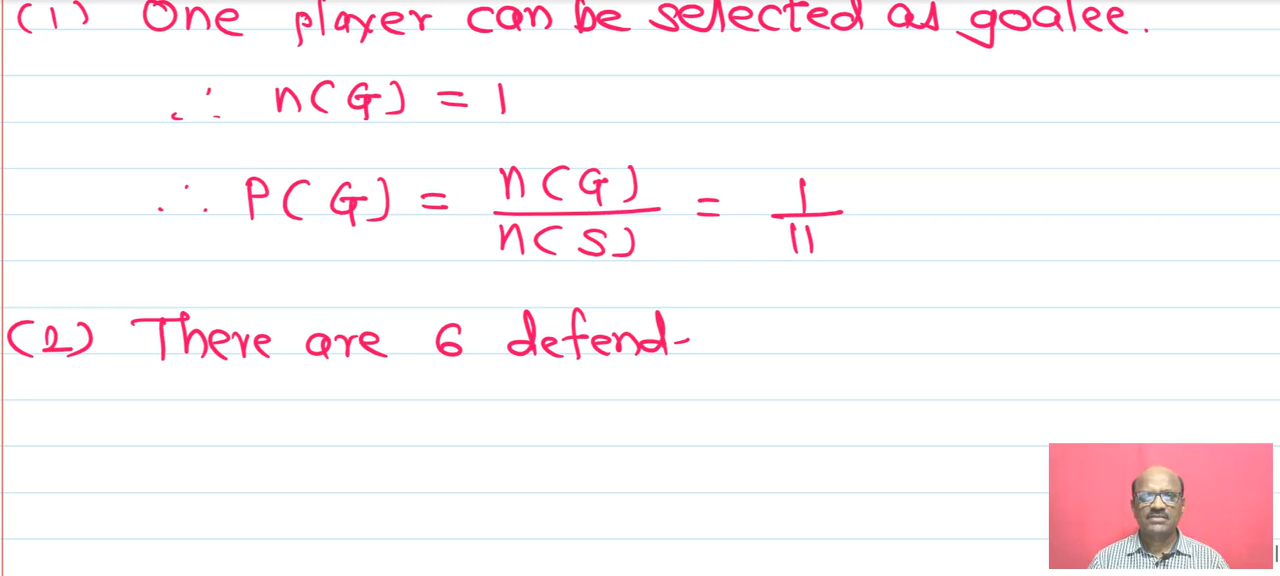 (1) One player can be selected as goalee.
∴ n(G) = 1
∴ P(G) = n(G)/n(S) = 1/11
(2) There are 6 defend-